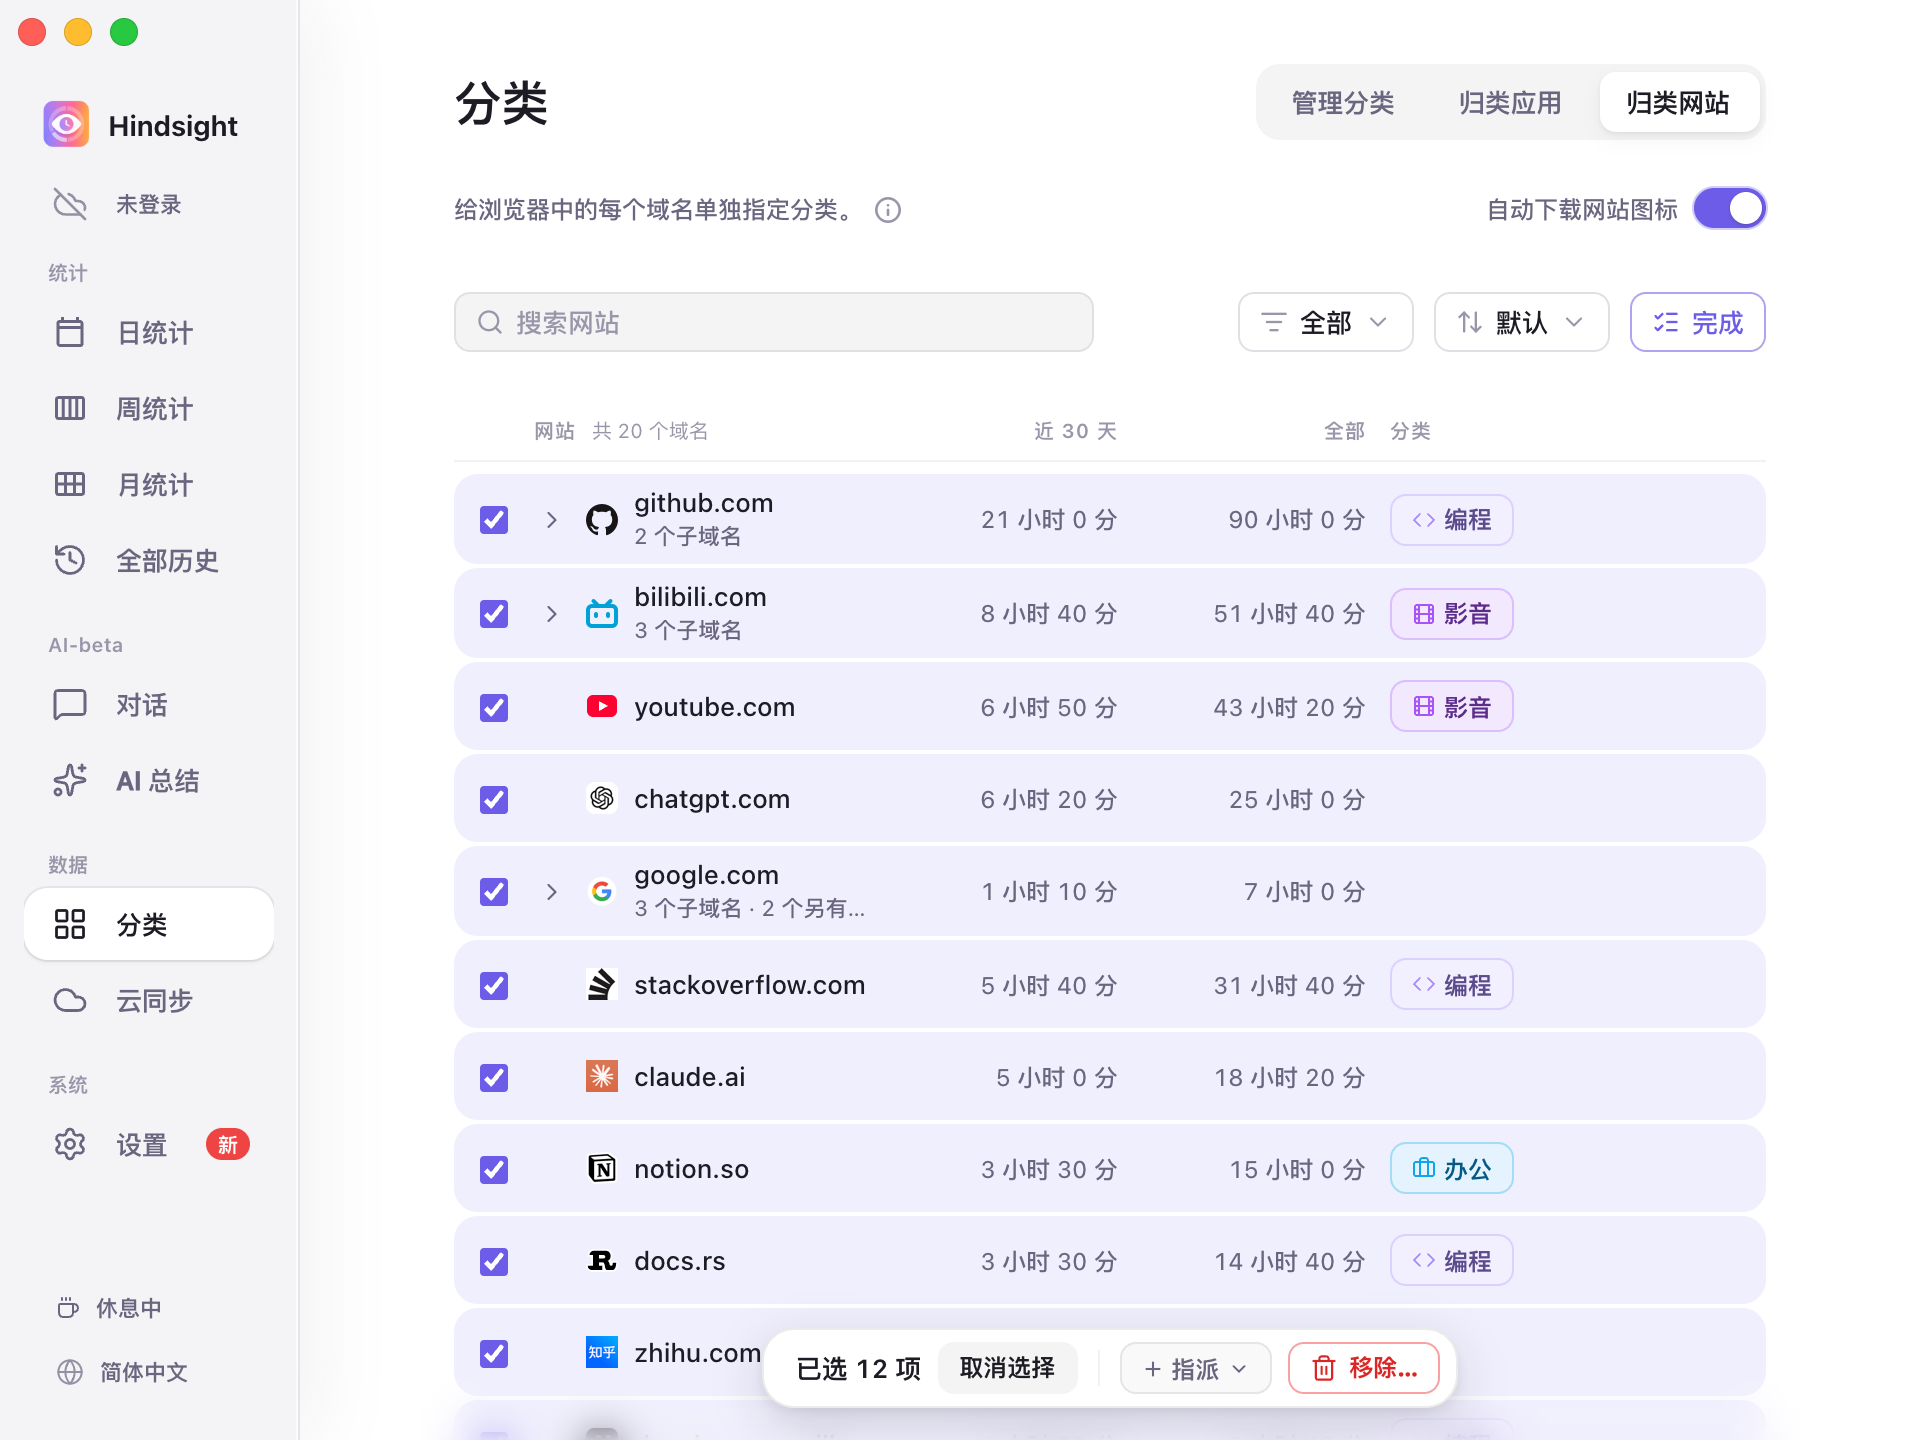 Hindsight
未登录
统计
日统计
周统计
月统计
全部历史
AI-beta
对话
AI 总结
数据
分类
云同步
系统
设置 新
休息中
简体中文
分类
管理分类 归类应用 归类网站
给浏览器中的每个域名单独指定分类。
自动下载网站图标
搜索网站
全部 默认 完成
网站 共 20 个域名 近 30 天 全部 分类
github.com
2 个子域名
21 小时 0 分 90 小时 0 分 编程
bilibili.com
3 个子域名
8 小时 40 分 51 小时 40 分 影音
youtube.com 6 小时 50 分 43 小时 20 分 影音
chatgpt.com 6 小时 20 分 25 小时 0 分
google.com
3 个子域名 · 2 个另有...
1 小时 10 分 7 小时 0 分
stackoverflow.com 5 小时 40 分 31 小时 40 分 编程
claude.ai 5 小时 0 分 18 小时 20 分
notion.so 3 小时 30 分 15 小时 0 分 办公
docs.rs 3 小时 30 分 14 小时 40 分 编程
知乎 zhihu.com
已选 12 项 取消选择 + 指派 移除...